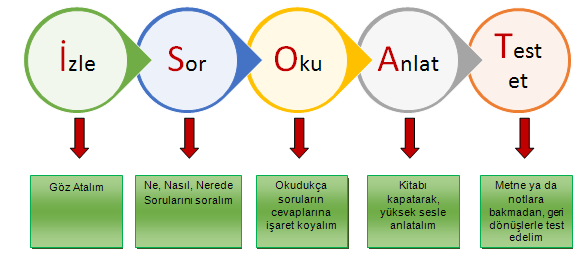 İzle
Sor
Oku
Anlat
Test
et
Göz Atalım
Ne, Nasıl, Nerede
Sorularını soralım
Okudukça
soruların
cevaplarına
işaret koyalım
Kitabı
kapatarak,
yüksek sesle
anlatalım
Metne ya da
notlara
bakmadan, geri
dönüşlerle test
edelim